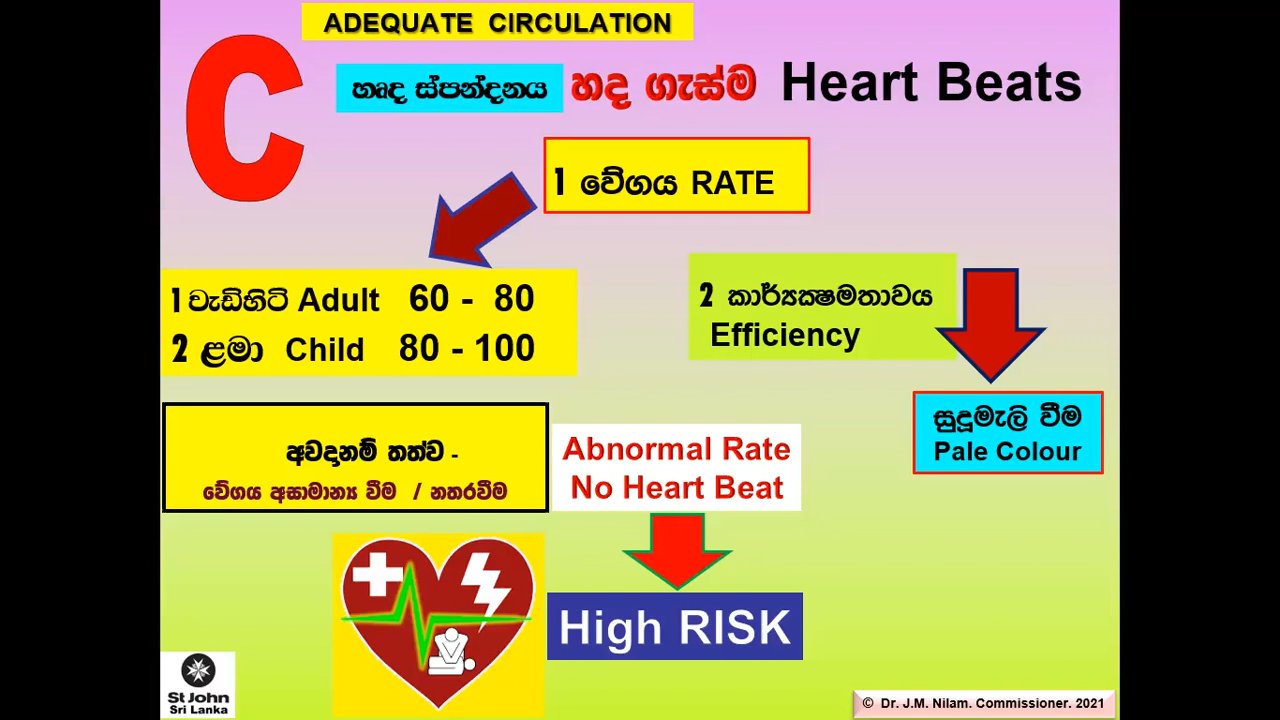 ADEQUATE CIRCULATION
C
හෘද ස්පන්දනය හද ගැස්ම Heart Beats
1 වේගය RATE
1 වැඩිහිටි Adult 60 - 80
2 ළමා Child 80 - 100
2 කාර්යක්ෂමතාවය
Efficiency
සුදුමැලි වීම
Pale Colour
අවදානම් තත්ව -
වේගය අසාමාන්‍ය වීම / නතරවීම
Abnormal Rate
No Heart Beat
High RISK
St John
Sri Lanka
© Dr. J.M. Nilam. Commissioner. 2021